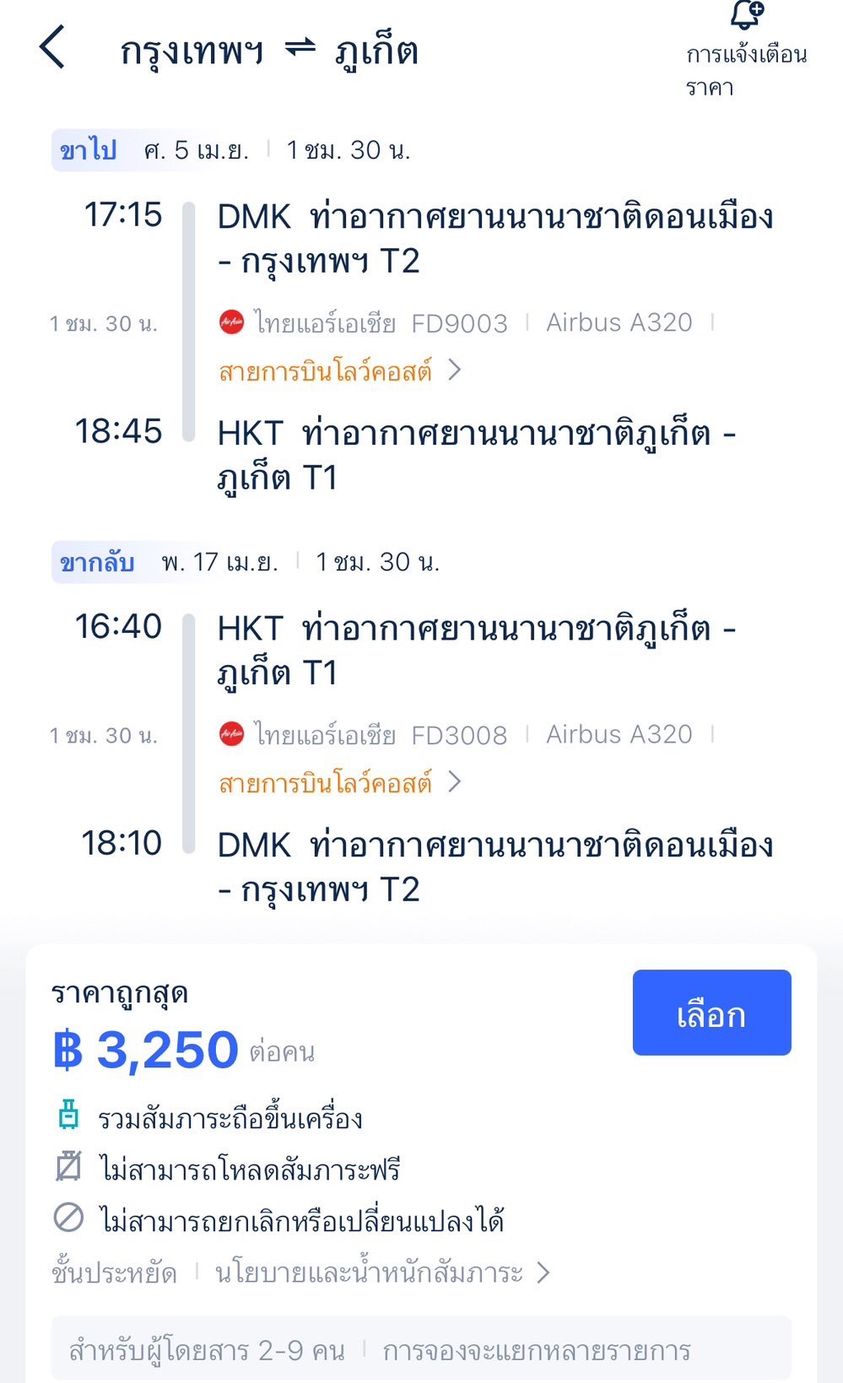 กรุงเทพฯ ⇌ ภูเก็ต
การแจ้งเตือน
ราคา
ขาไป ศ. 5 เม.ย. | 1 ชม. 30 น.
17:15 DMK ท่าอากาศยานนานาชาติดอนเมือง
- กรุงเทพฯ T2
1 ชม. 30 น. AirAsia ไทยแอร์เอเชีย FD9003 | Airbus A320 |
สายการบินโลว์คอสต์ >
18:45 HKT ท่าอากาศยานนานาชาติภูเก็ต -
ภูเก็ต T1
ขากลับ พ. 17 เม.ย. | 1 ชม. 30 น.
16:40 HKT ท่าอากาศยานนานาชาติภูเก็ต -
ภูเก็ต T1
1 ชม. 30 น. AirAsia ไทยแอร์เอเชีย FD3008 | Airbus A320 |
สายการบินโลว์คอสต์ >
18:10 DMK ท่าอากาศยานนานาชาติดอนเมือง
- กรุงเทพฯ T2
ราคาถูกสุด
฿ 3,250 ต่อคน
เลือก
รวมสัมภาระถือขึ้นเครื่อง
ไม่สามารถโหลดสัมภาระฟรี
ไม่สามารถยกเลิกหรือเปลี่ยนแปลงได้
ชั้นประหยัด | นโยบายและน้ำหนักสัมภาระ >
สำหรับผู้โดยสาร 2-9 คน | การจองจะแยกหลายรายการ